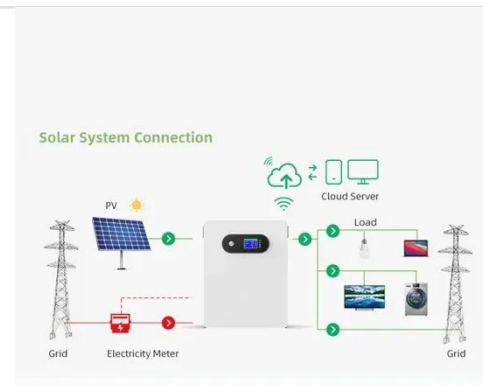 Solar System Connection
Cloud Server
PV
Load
Grid
Electricity Meter
Grid